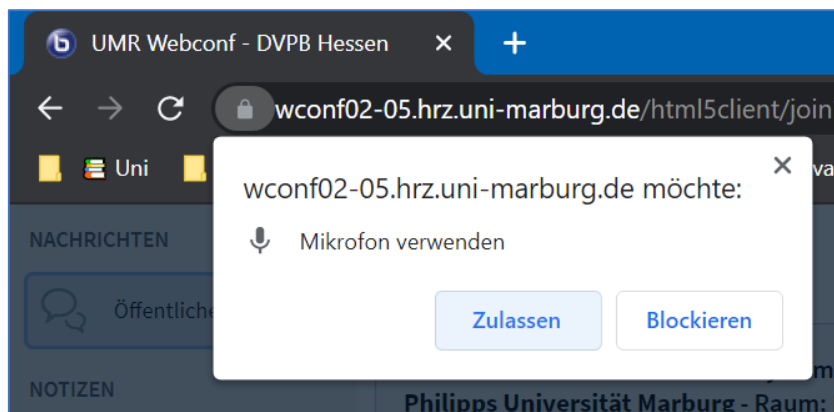 UMR Webconf - DVPB Hessen
wconf02-05.hrz.uni-marburg.de/html5client/join
Uni
wconf02-05.hrz.uni-marburg.de möchte:
Mikrofon verwenden
Zulassen Blockieren
NACHRICHTEN
Öffentliche
NOTIZEN
Philipps Universität Marburg - Raum: